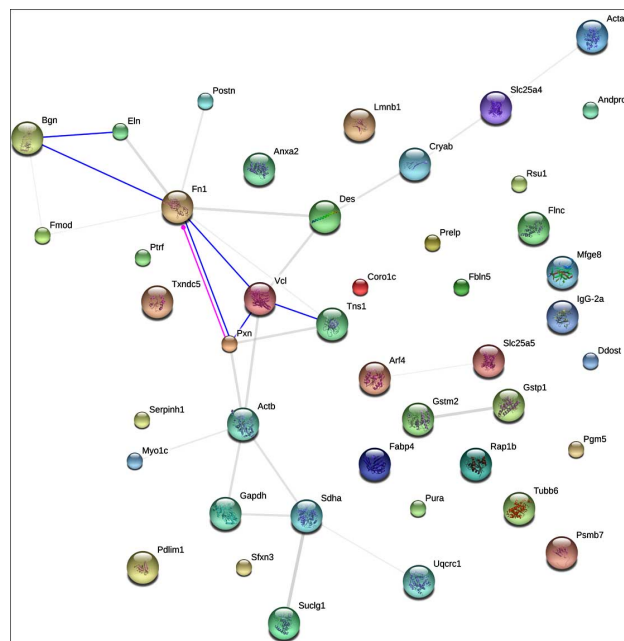 Acta
Slc25a4
Andpro
Postn
Bgn
Eln
Lmnb1
Cryab
Anxa2
Rsu1
Fn1
Des
Flnc
Fmod
Prelp
Ptrf
Mfge8
Vcl
Coro1c
Fbln5
Txndc5
IgG-2a
Tns1
Pxn
Slc25a5
Arf4
Ddost
Gstp1
Gstm2
Serpinh1
Actb
Pgm5
Myo1c
Fabp4
Rap1b
Gapdh
Sdha
Pura
Tubb6
Psmb7
Pdlim1
Sfxn3
Uqcrc1
Suclg1